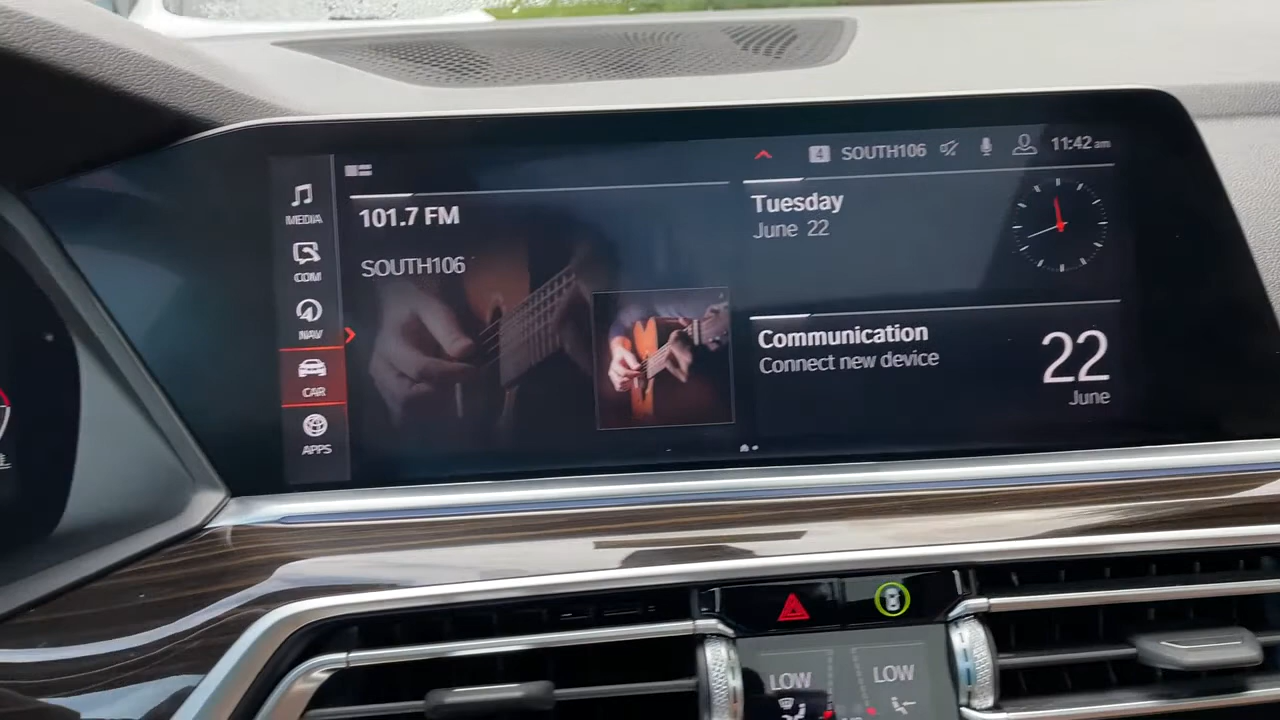 4 SOUTH106 11:42 am
MEDIA
COM
NAV
CAR
APPS
101.7 FM
SOUTH106
Tuesday
June 22
Communication
Connect new device
22
June
LOW LOW